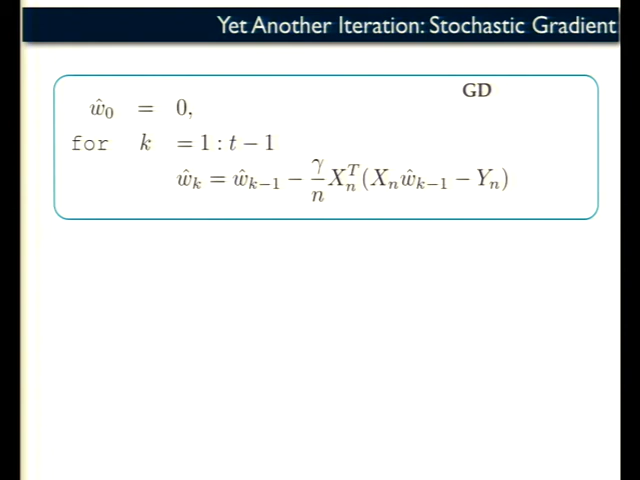 Yet Another Iteration: Stochastic Gradient
GD
ŵ₀ = 0,
for k = 1 : t − 1
ŵₖ = ŵₖ₋₁ − γ/n Xₙᵀ(Xₙŵₖ₋₁ − Yₙ)